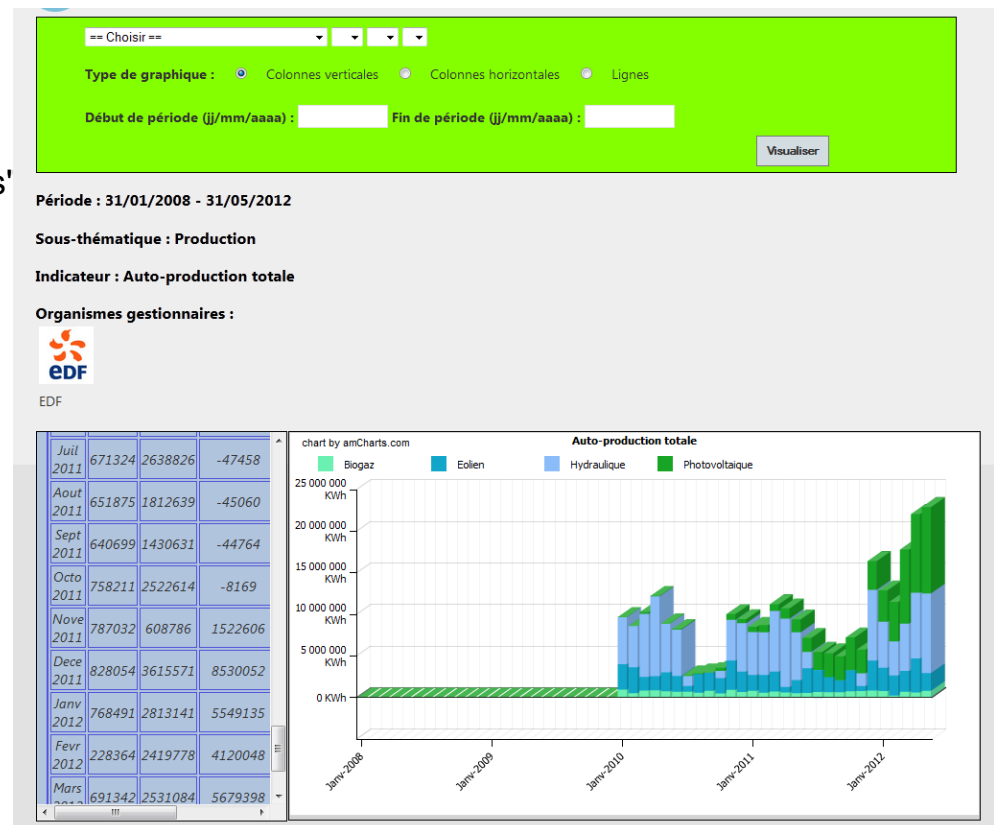 == Choisir ==
Type de graphique : Colonnes verticales Colonnes horizontales Lignes
Début de période (jj/mm/aaaa) : Fin de période (jj/mm/aaaa) :
Visualiser
s'
Période : 31/01/2008 - 31/05/2012
Sous-thématique : Production
Indicateur : Auto-production totale
Organismes gestionnaires :
eDF
EDF
Juil 2011 671324 2638826 -47458
Aout 2011 651875 1812639 -45060
Sept 2011 640699 1430631 -44764
Octo 2011 758211 2522614 -8169
Nove 2011 787032 608786 1522606
Dece 2011 828054 3615571 8530052
Janv 2012 768491 2813141 5549135
Fevr 2012 228364 2419778 4120048
Mars 2012 691342 2531084 5679398
chart by amCharts.com
Auto-production totale
Biogaz Eolien Hydraulique Photovoltaique
25 000 000 KWh
20 000 000 KWh
15 000 000 KWh
10 000 000 KWh
5 000 000 KWh
0 KWh
Janv-2008 Janv-2009 Janv-2010 Janv-2011 Janv-2012